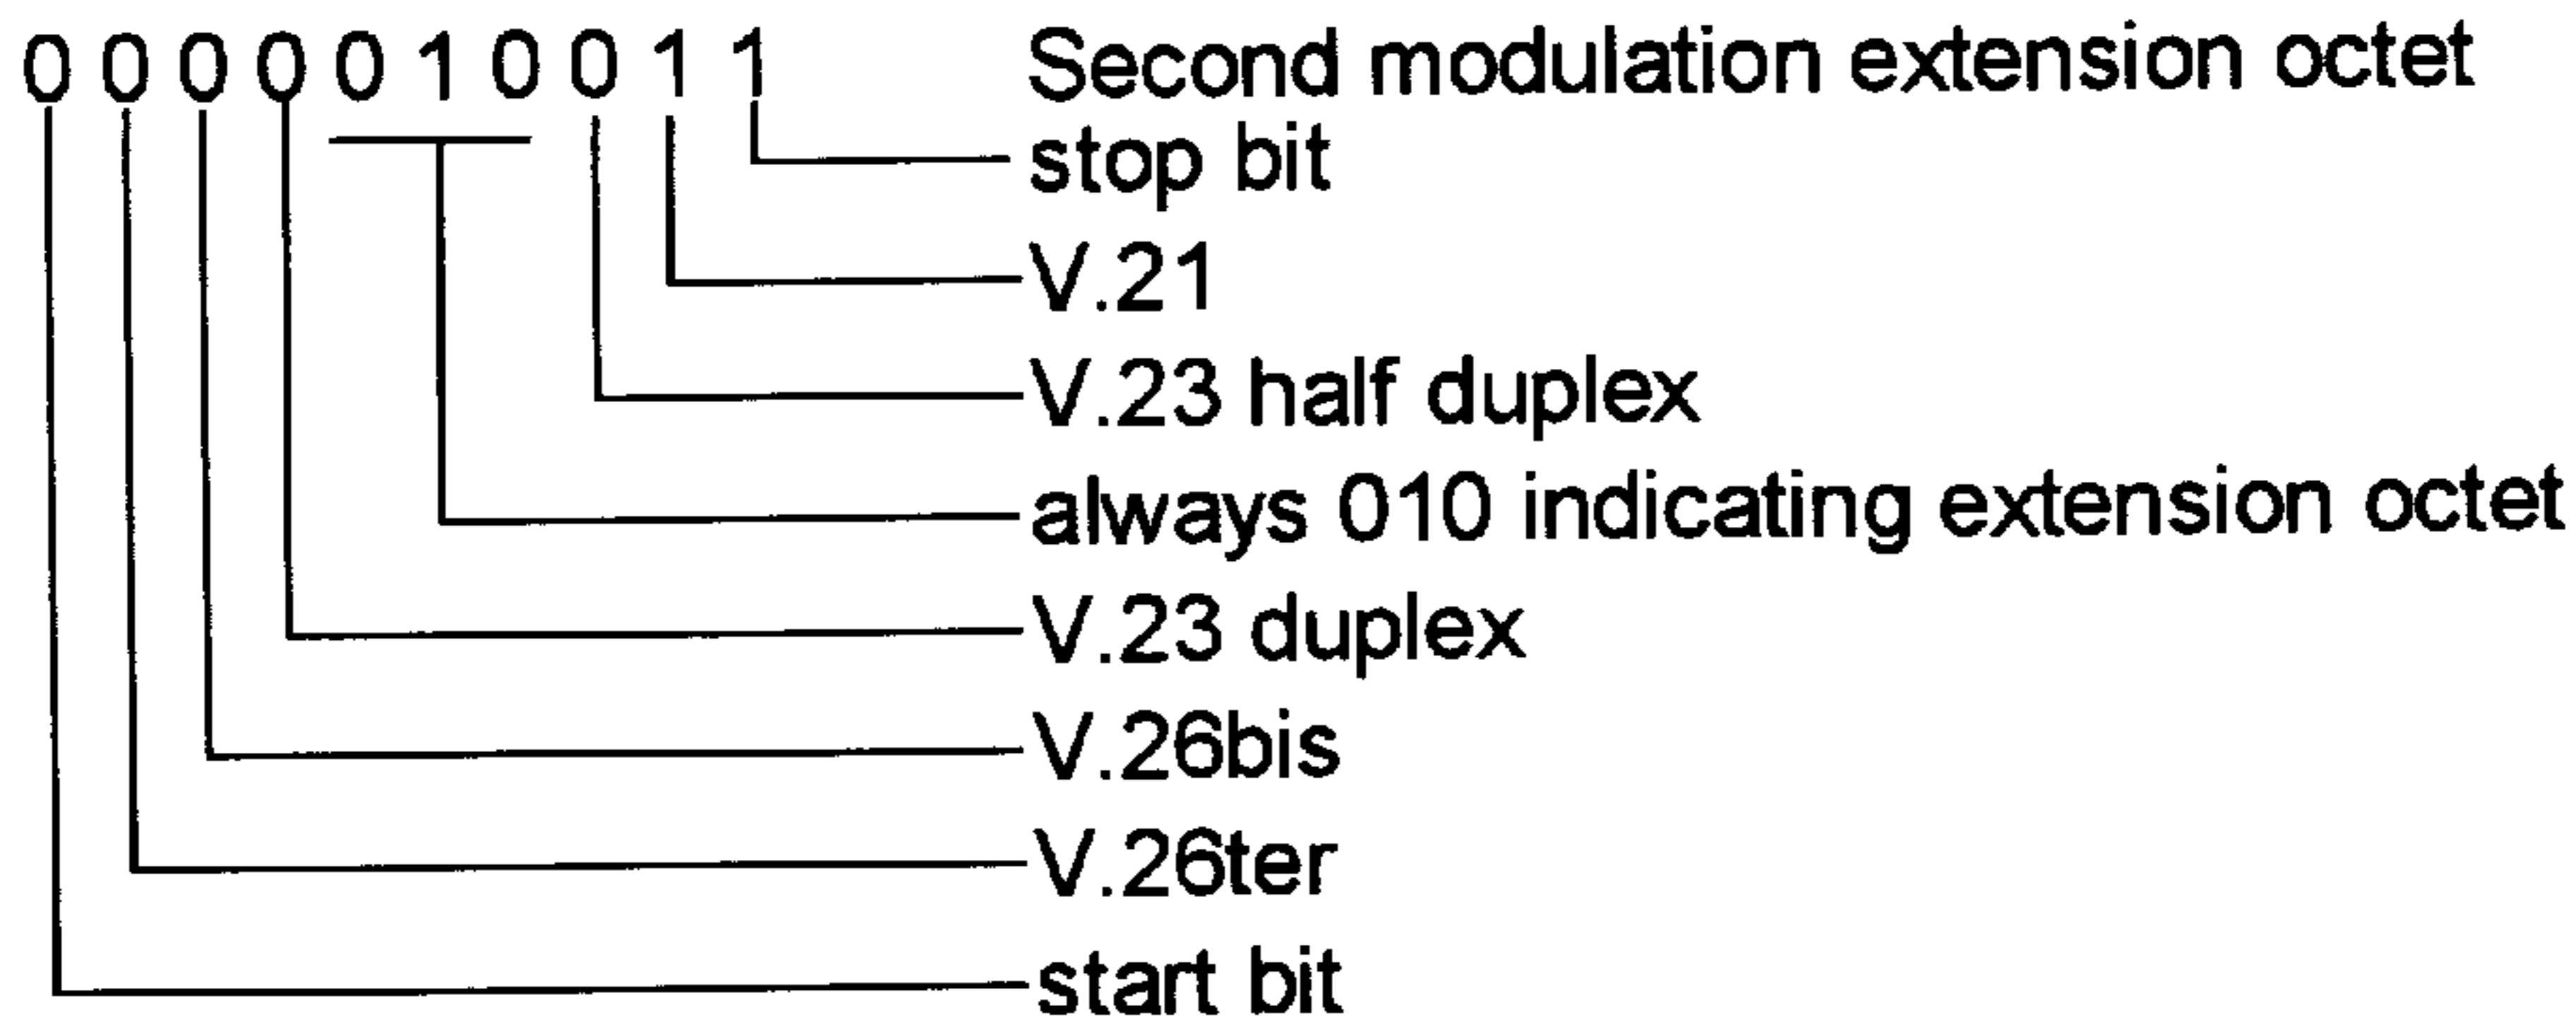 0 0 0 0 0 1 0 0 1 1 Second modulation extension octet
stop bit
V.21
V.23 half duplex
always 010 indicating extension octet
V.23 duplex
V.26bis
V.26ter
start bit